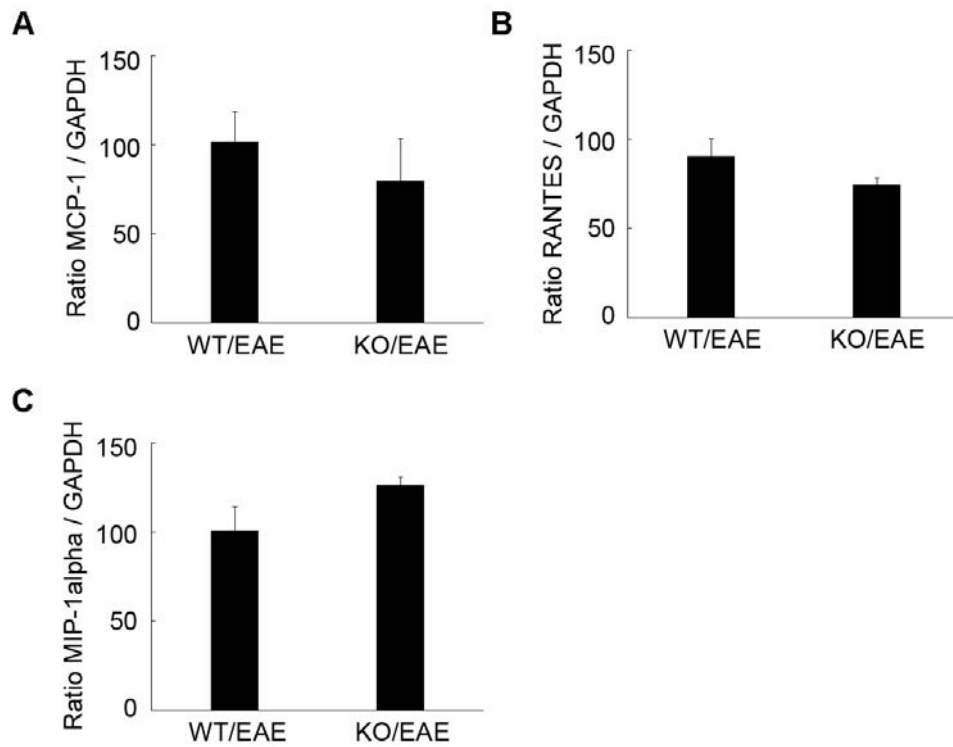 A
Ratio MCP-1 / GAPDH
150
100
50
0
WT/EAE KO/EAE
B
Ratio RANTES / GAPDH
150
100
50
0
WT/EAE KO/EAE
C
Ratio MIP-1alpha / GAPDH
150
100
50
0
WT/EAE KO/EAE